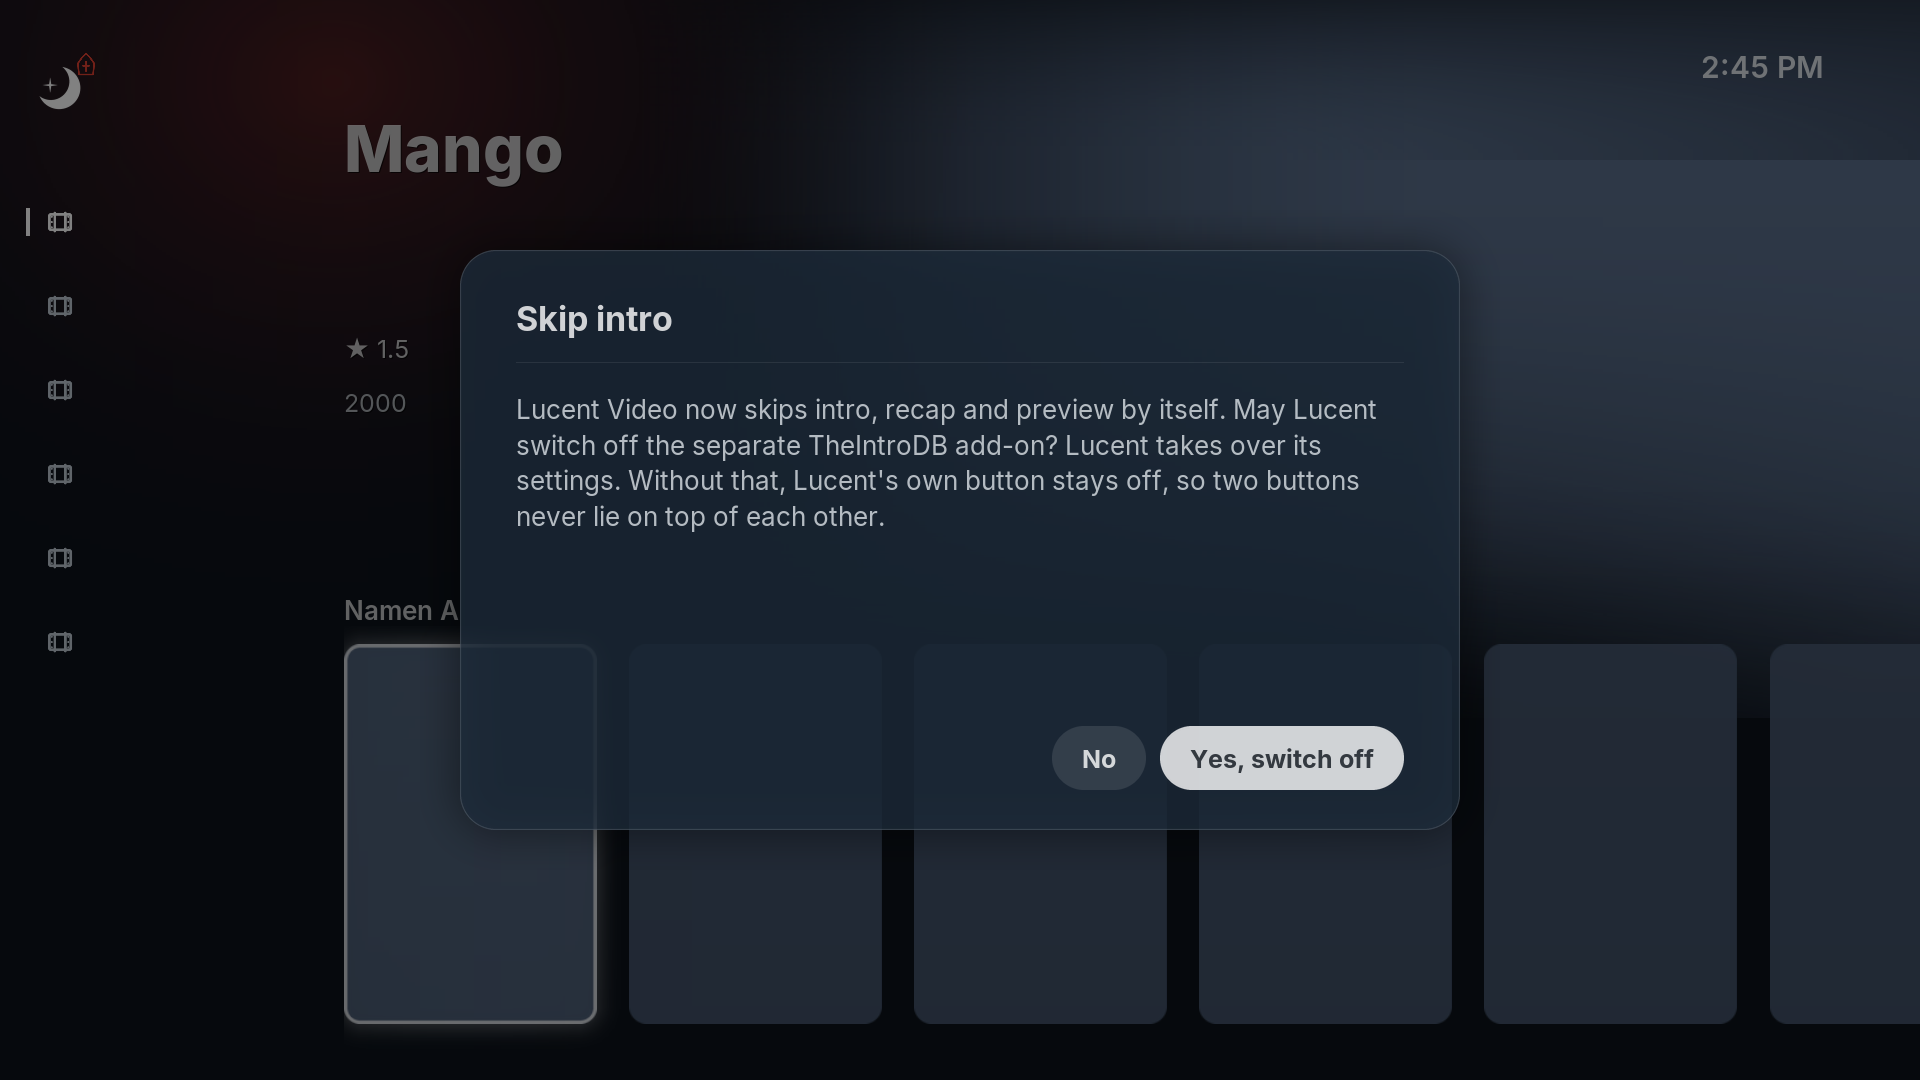 2:45 PM
Mango
Skip intro
★ 1.5
2000
Lucent Video now skips intro, recap and preview by itself. May Lucent
switch off the separate TheIntroDB add-on? Lucent takes over its
settings. Without that, Lucent's own button stays off, so two buttons
never lie on top of each other.
Namen A
No
Yes, switch off